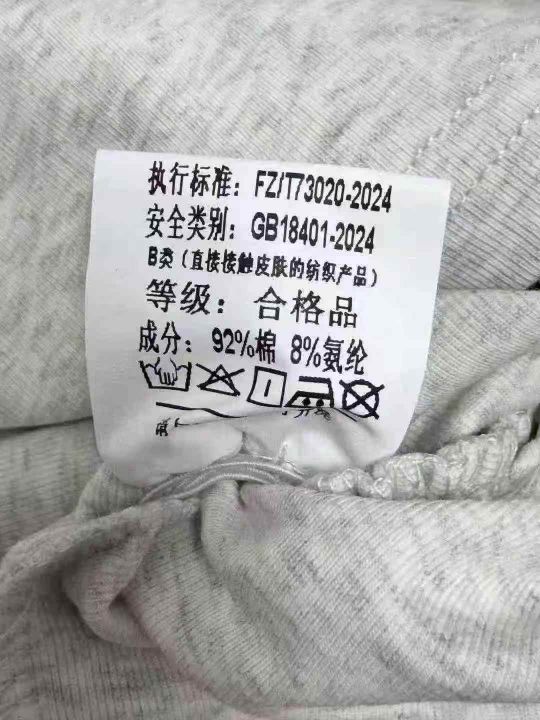 执行标准：FZ/T73020-2024
安全类别：GB18401-2024
B类（直接接触皮肤的纺织产品）
等级：合格品
成分：92%棉 8%氨纶